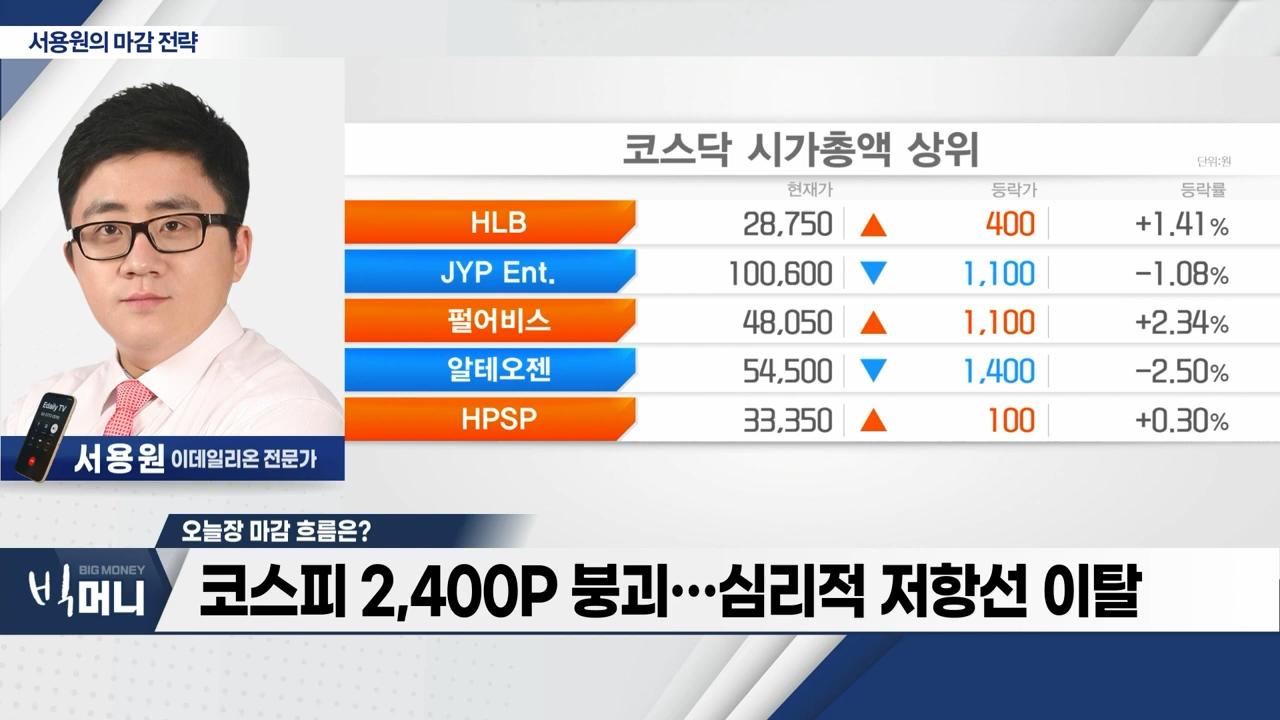 서용원의 마감 전략
코스닥 시가총액 상위
단위:원
현재가 등락가 등락률
HLB 28,750 ▲ 400 +1.41%
JYP Ent. 100,600 ▼ 1,100 -1.08%
펄어비스 48,050 ▲ 1,100 +2.34%
알테오젠 54,500 ▼ 1,400 -2.50%
HPSP 33,350 ▲ 100 +0.30%
Edaily TV
서용원 이데일리온 전문가
오늘장 마감 흐름은?
BIG MONEY
빅머니
코스피 2,400P 붕괴…심리적 저항선 이탈